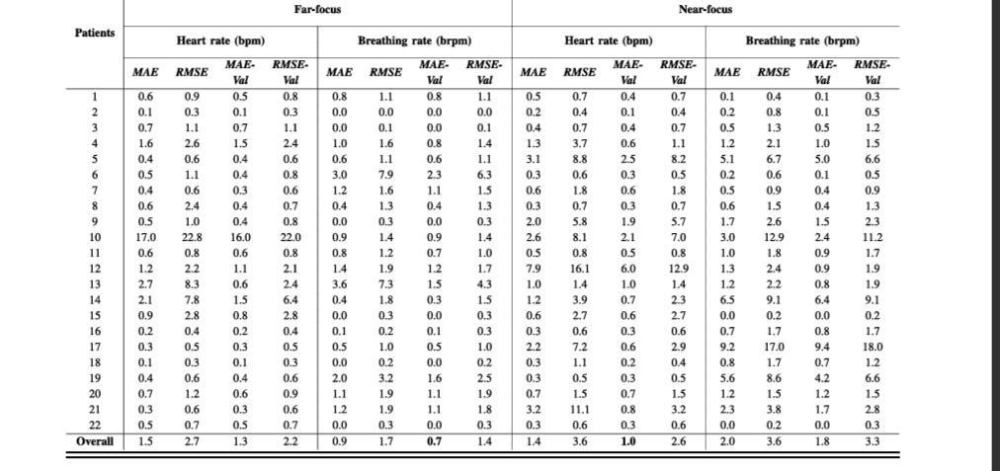 Far-focus Near-focus
Patients
Heart rate (bpm) Breathing rate (brpm) Heart rate (bpm) Breathing rate (brpm)
MAE RMSE MAE-Val RMSE-Val MAE RMSE MAE-Val RMSE-Val MAE RMSE MAE-Val RMSE-Val MAE RMSE MAE-Val RMSE-Val
1 0.6 0.9 0.5 0.8 0.8 1.1 0.8 1.1 0.5 0.7 0.4 0.7 0.1 0.4 0.1 0.3
2 0.1 0.3 0.1 0.3 0.0 0.0 0.0 0.0 0.2 0.4 0.1 0.4 0.2 0.8 0.1 0.5
3 0.7 1.1 0.7 1.1 0.0 0.1 0.0 0.1 0.4 0.7 0.4 0.7 0.5 1.3 0.5 1.2
4 1.6 2.6 1.5 2.4 1.0 1.6 0.8 1.4 1.3 3.7 0.6 1.1 1.2 2.1 1.0 1.5
5 0.4 0.6 0.4 0.6 0.6 1.1 0.6 1.1 3.1 8.8 2.5 8.2 5.1 6.7 5.0 6.6
6 0.5 1.1 0.4 0.8 3.0 7.9 2.3 6.3 0.3 0.6 0.3 0.5 0.2 0.6 0.1 0.5
7 0.4 0.6 0.3 0.6 1.2 1.6 1.1 1.5 0.6 1.8 0.6 1.8 0.5 0.9 0.4 0.9
8 0.6 2.4 0.4 0.7 0.4 1.3 0.4 1.3 0.3 0.7 0.3 0.7 0.6 1.5 0.4 1.3
9 0.5 1.0 0.4 0.8 0.0 0.3 0.0 0.3 2.0 5.8 1.9 5.7 1.7 2.6 1.5 2.3
10 17.0 22.8 16.0 22.0 0.9 1.4 0.9 1.4 2.6 8.1 2.1 7.0 3.0 12.9 2.4 11.2
11 0.6 0.8 0.6 0.8 0.8 1.2 0.7 1.0 0.5 0.8 0.5 0.8 1.0 1.8 0.9 1.7
12 1.2 2.2 1.1 2.1 1.4 1.9 1.2 1.7 7.9 16.1 6.0 12.9 1.3 2.4 0.9 1.9
13 2.7 8.3 0.6 2.4 3.6 7.3 1.5 4.3 1.0 1.4 1.0 1.4 1.2 2.2 0.8 1.9
14 2.1 7.8 1.5 6.4 0.4 1.8 0.3 1.5 1.2 3.9 0.7 2.3 6.5 9.1 6.4 9.1
15 0.9 2.8 0.8 2.8 0.0 0.3 0.0 0.3 0.6 2.7 0.6 2.7 0.0 0.2 0.0 0.2
16 0.2 0.4 0.2 0.4 0.1 0.2 0.1 0.3 0.3 0.6 0.3 0.6 0.7 1.7 0.8 1.7
17 0.3 0.5 0.3 0.5 0.5 1.0 0.5 1.0 2.2 7.2 0.6 2.9 9.2 17.0 9.4 18.0
18 0.1 0.3 0.1 0.3 0.0 0.2 0.0 0.2 0.3 1.1 0.2 0.4 0.8 1.7 0.7 1.2
19 0.4 0.6 0.4 0.6 2.0 3.2 1.6 2.5 0.3 0.5 0.3 0.5 5.6 8.6 4.2 6.6
20 0.7 1.2 0.6 0.9 1.1 1.9 1.1 1.9 0.7 1.5 0.7 1.5 1.2 1.5 1.2 1.5
21 0.3 0.6 0.3 0.6 1.2 1.9 1.1 1.8 3.2 11.1 0.8 3.2 2.3 3.8 1.7 2.8
22 0.5 0.7 0.5 0.7 0.0 0.3 0.0 0.3 0.3 0.6 0.3 0.6 0.0 0.2 0.0 0.3
Overall 1.5 2.7 1.3 2.2 0.9 1.7 0.7 1.4 1.4 3.6 1.0 2.6 2.0 3.6 1.8 3.3